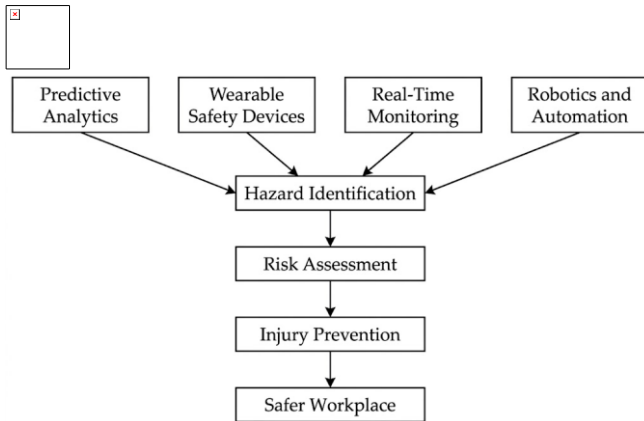 Predictive
Analytics
Wearable
Safety Devices
Real-Time
Monitoring
Robotics and
Automation
Hazard Identification
Risk Assessment
Injury Prevention
Safer Workplace